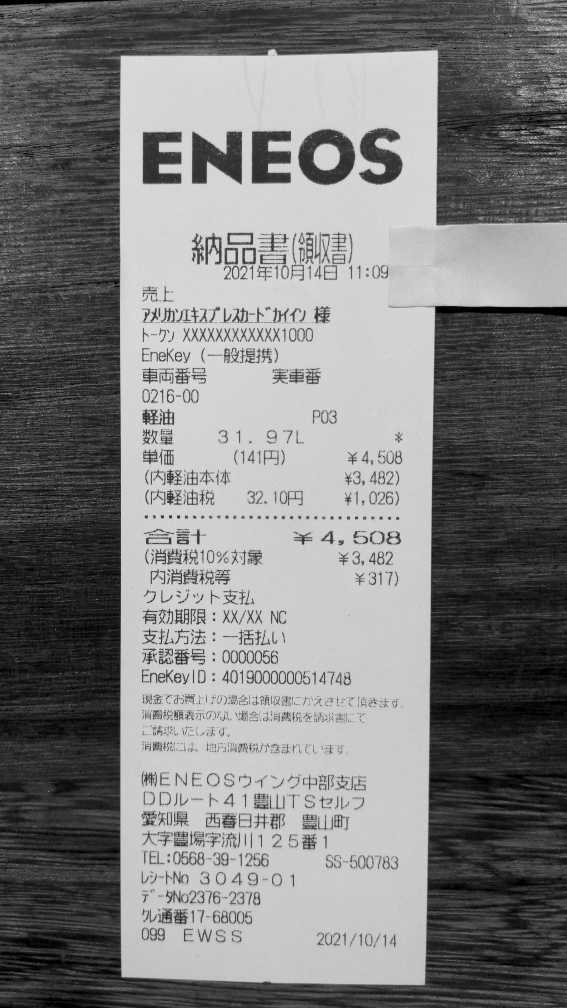 ENEOS
納品書(領収書)
2021年10月14日 11:09
売上
アメリカンエキスプレスカードカイイン 様
トークン XXXXXXXXXXXX1000
EneKey (一般提携)
車両番号 実車番
0216-00
軽油 P03
数量 31.97L *
単価 (141円) ¥4,508
(内軽油本体 ¥3,482)
(内軽油税 32.10円 ¥1,026)
合計 ¥4,508
(消費税10%対象 ¥3,482
内消費税等 ¥317)
クレジット支払
有効期限:XX/XX NC
支払方法:一括払い
承認番号:0000056
EneKeyID:4019000000514748
現金でお買上げの場合は領収書にかえさせて頂きます。
消費税額表示のない場合は消費税を請求書にて
ご請求いたします。
消費税には、地方消費税が含まれています。
㈱ENEOSウイング中部支店
DDルート41豊山TSセルフ
愛知県 西春日井郡 豊山町
大字豊場字流川125番1
TEL:0568-39-1256 SS-500783
レシートNo 3049-01
データNo2376-2378
クレ通番17-68005
099 EWSS 2021/10/14